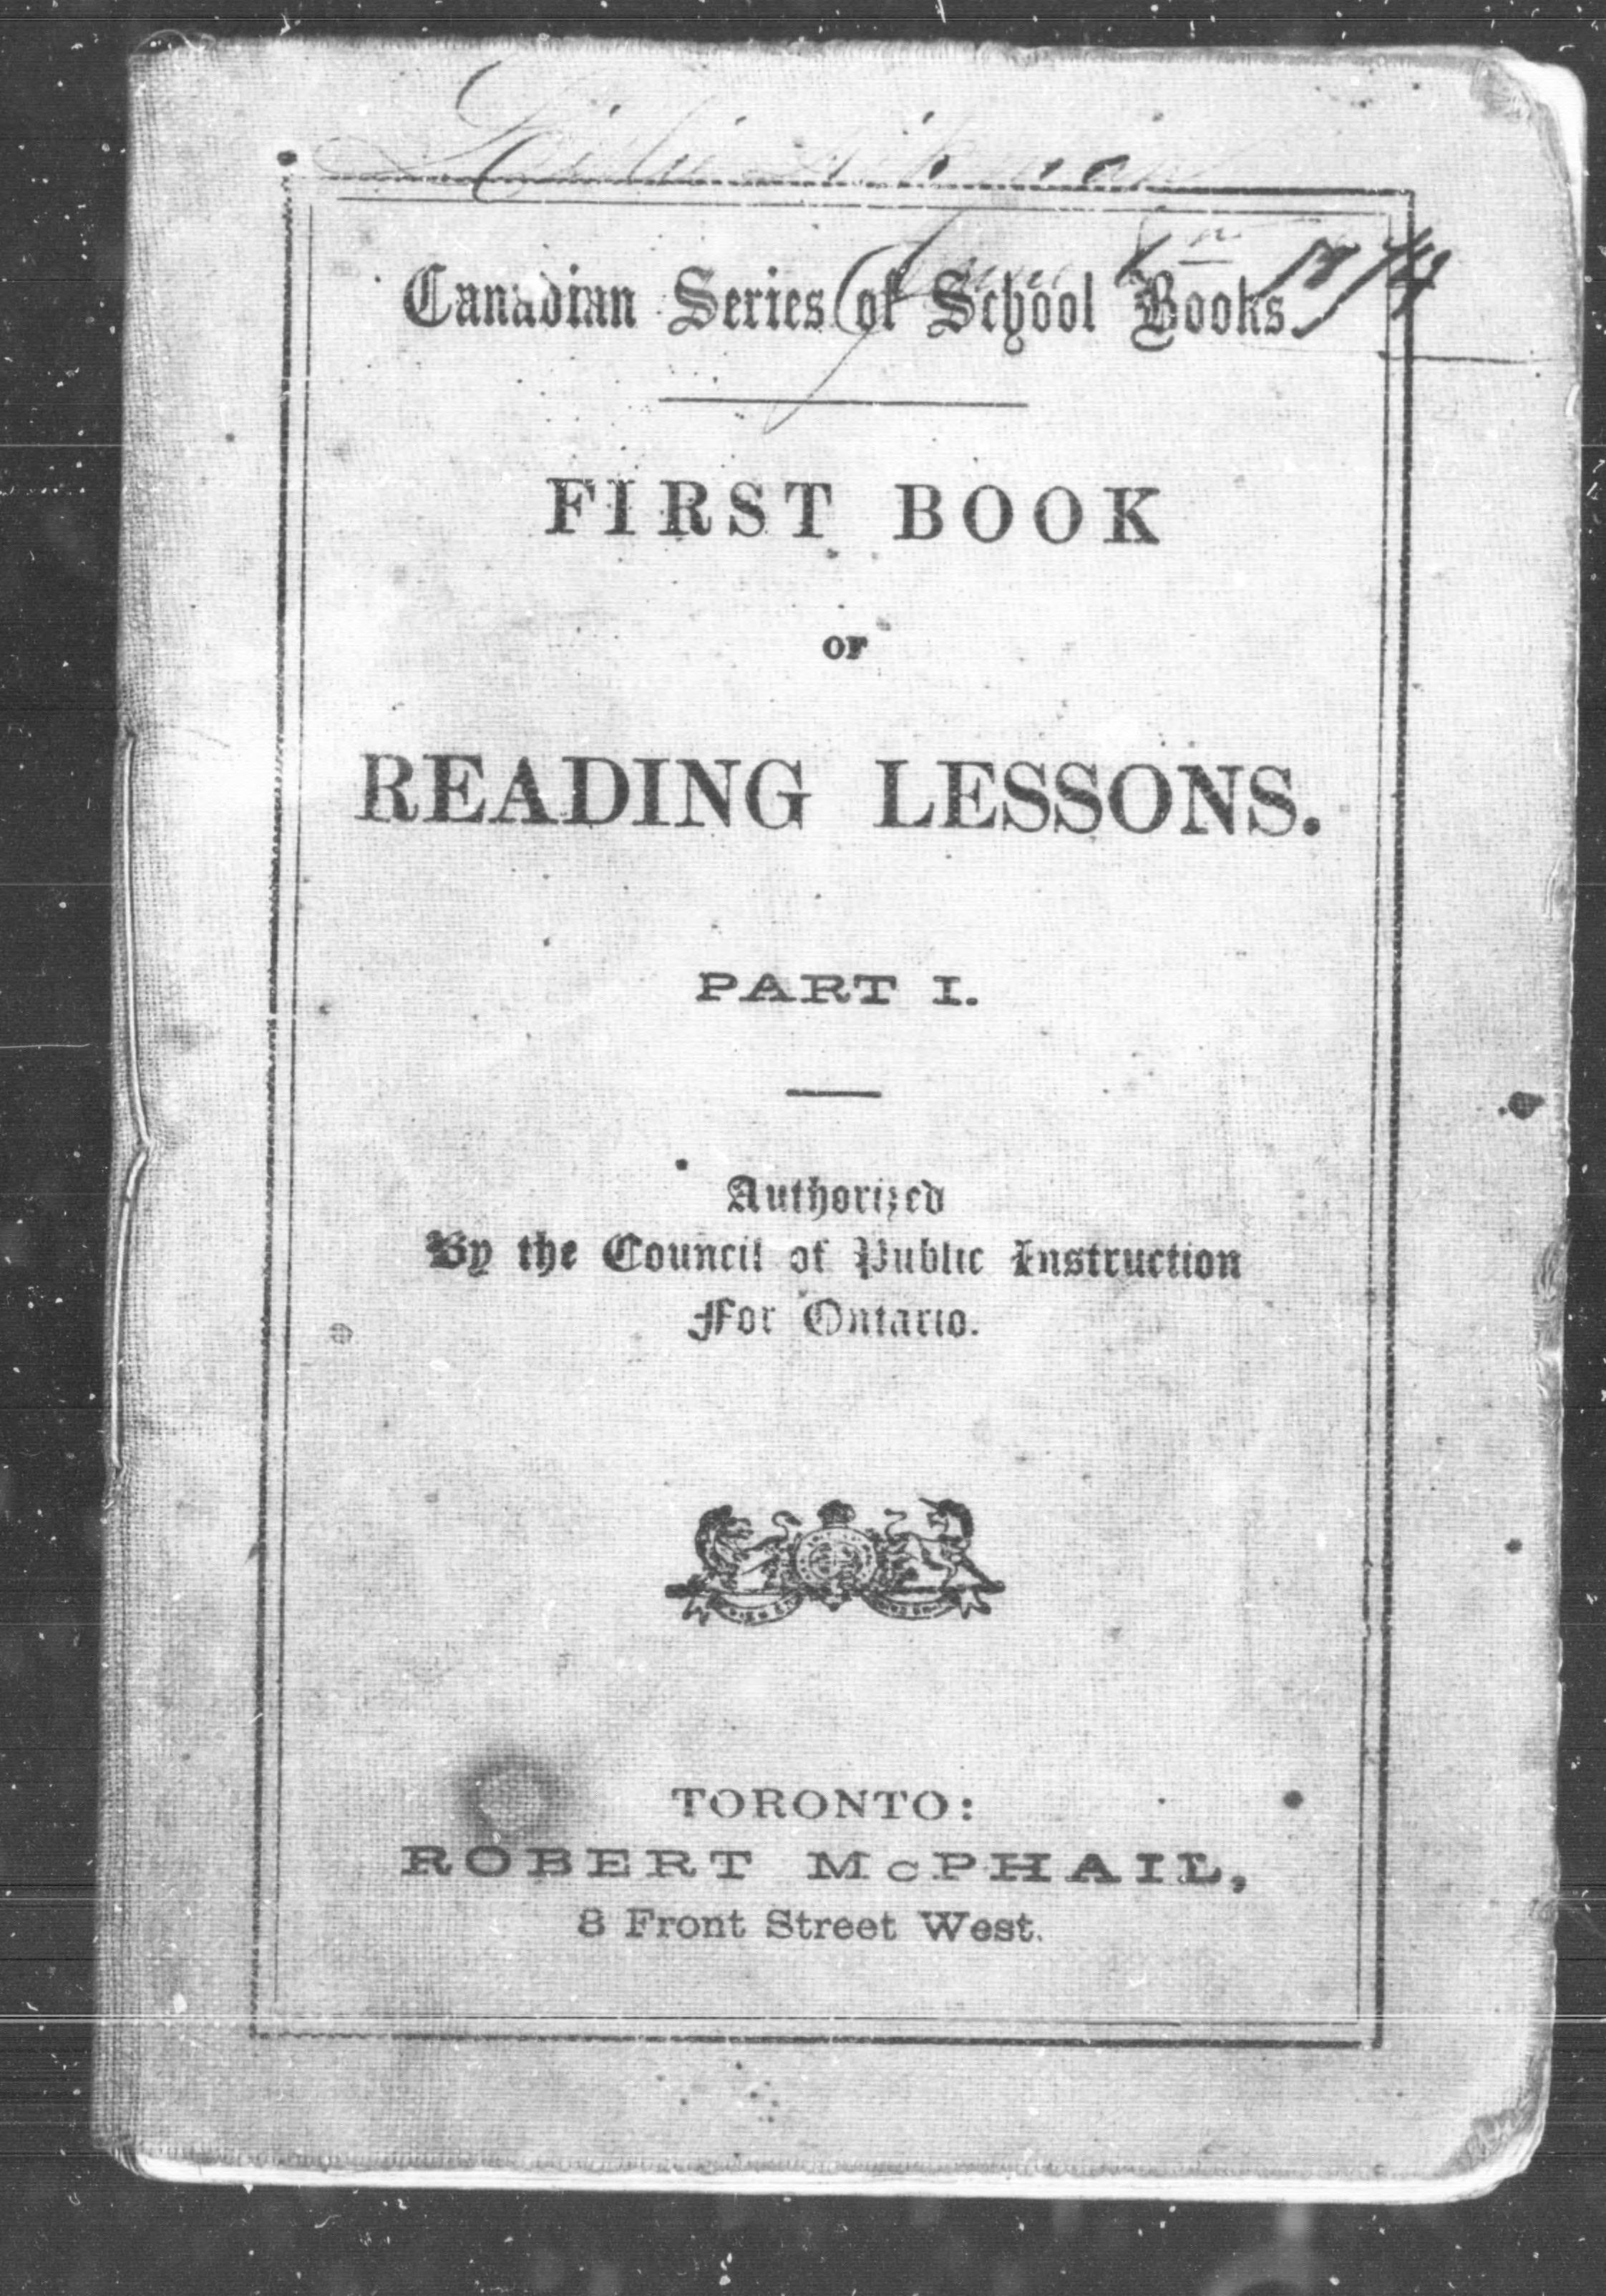 Canadian Series of School Books.
FIRST BOOK
OF
READING LESSONS.
PART I.
Authorized
By the Council of Public Instruction
For Ontario.
TORONTO:
ROBERT McPHAIL,
8 Front Street West.